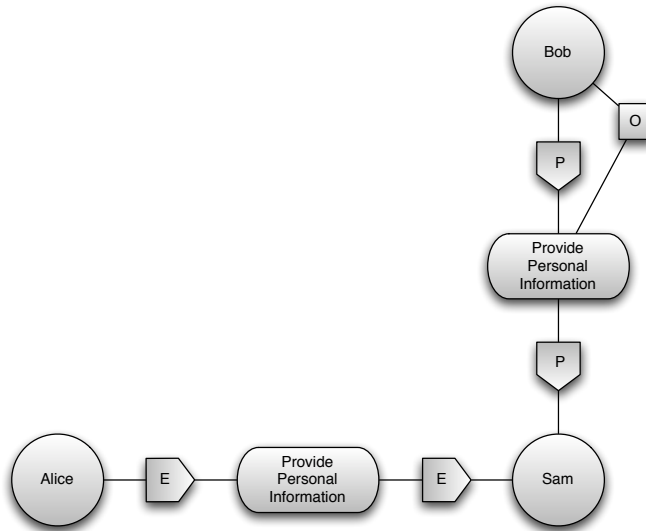 Bob
O
P
Provide
Personal
Information
P
Alice
E
Provide
Personal
Information
E
Sam